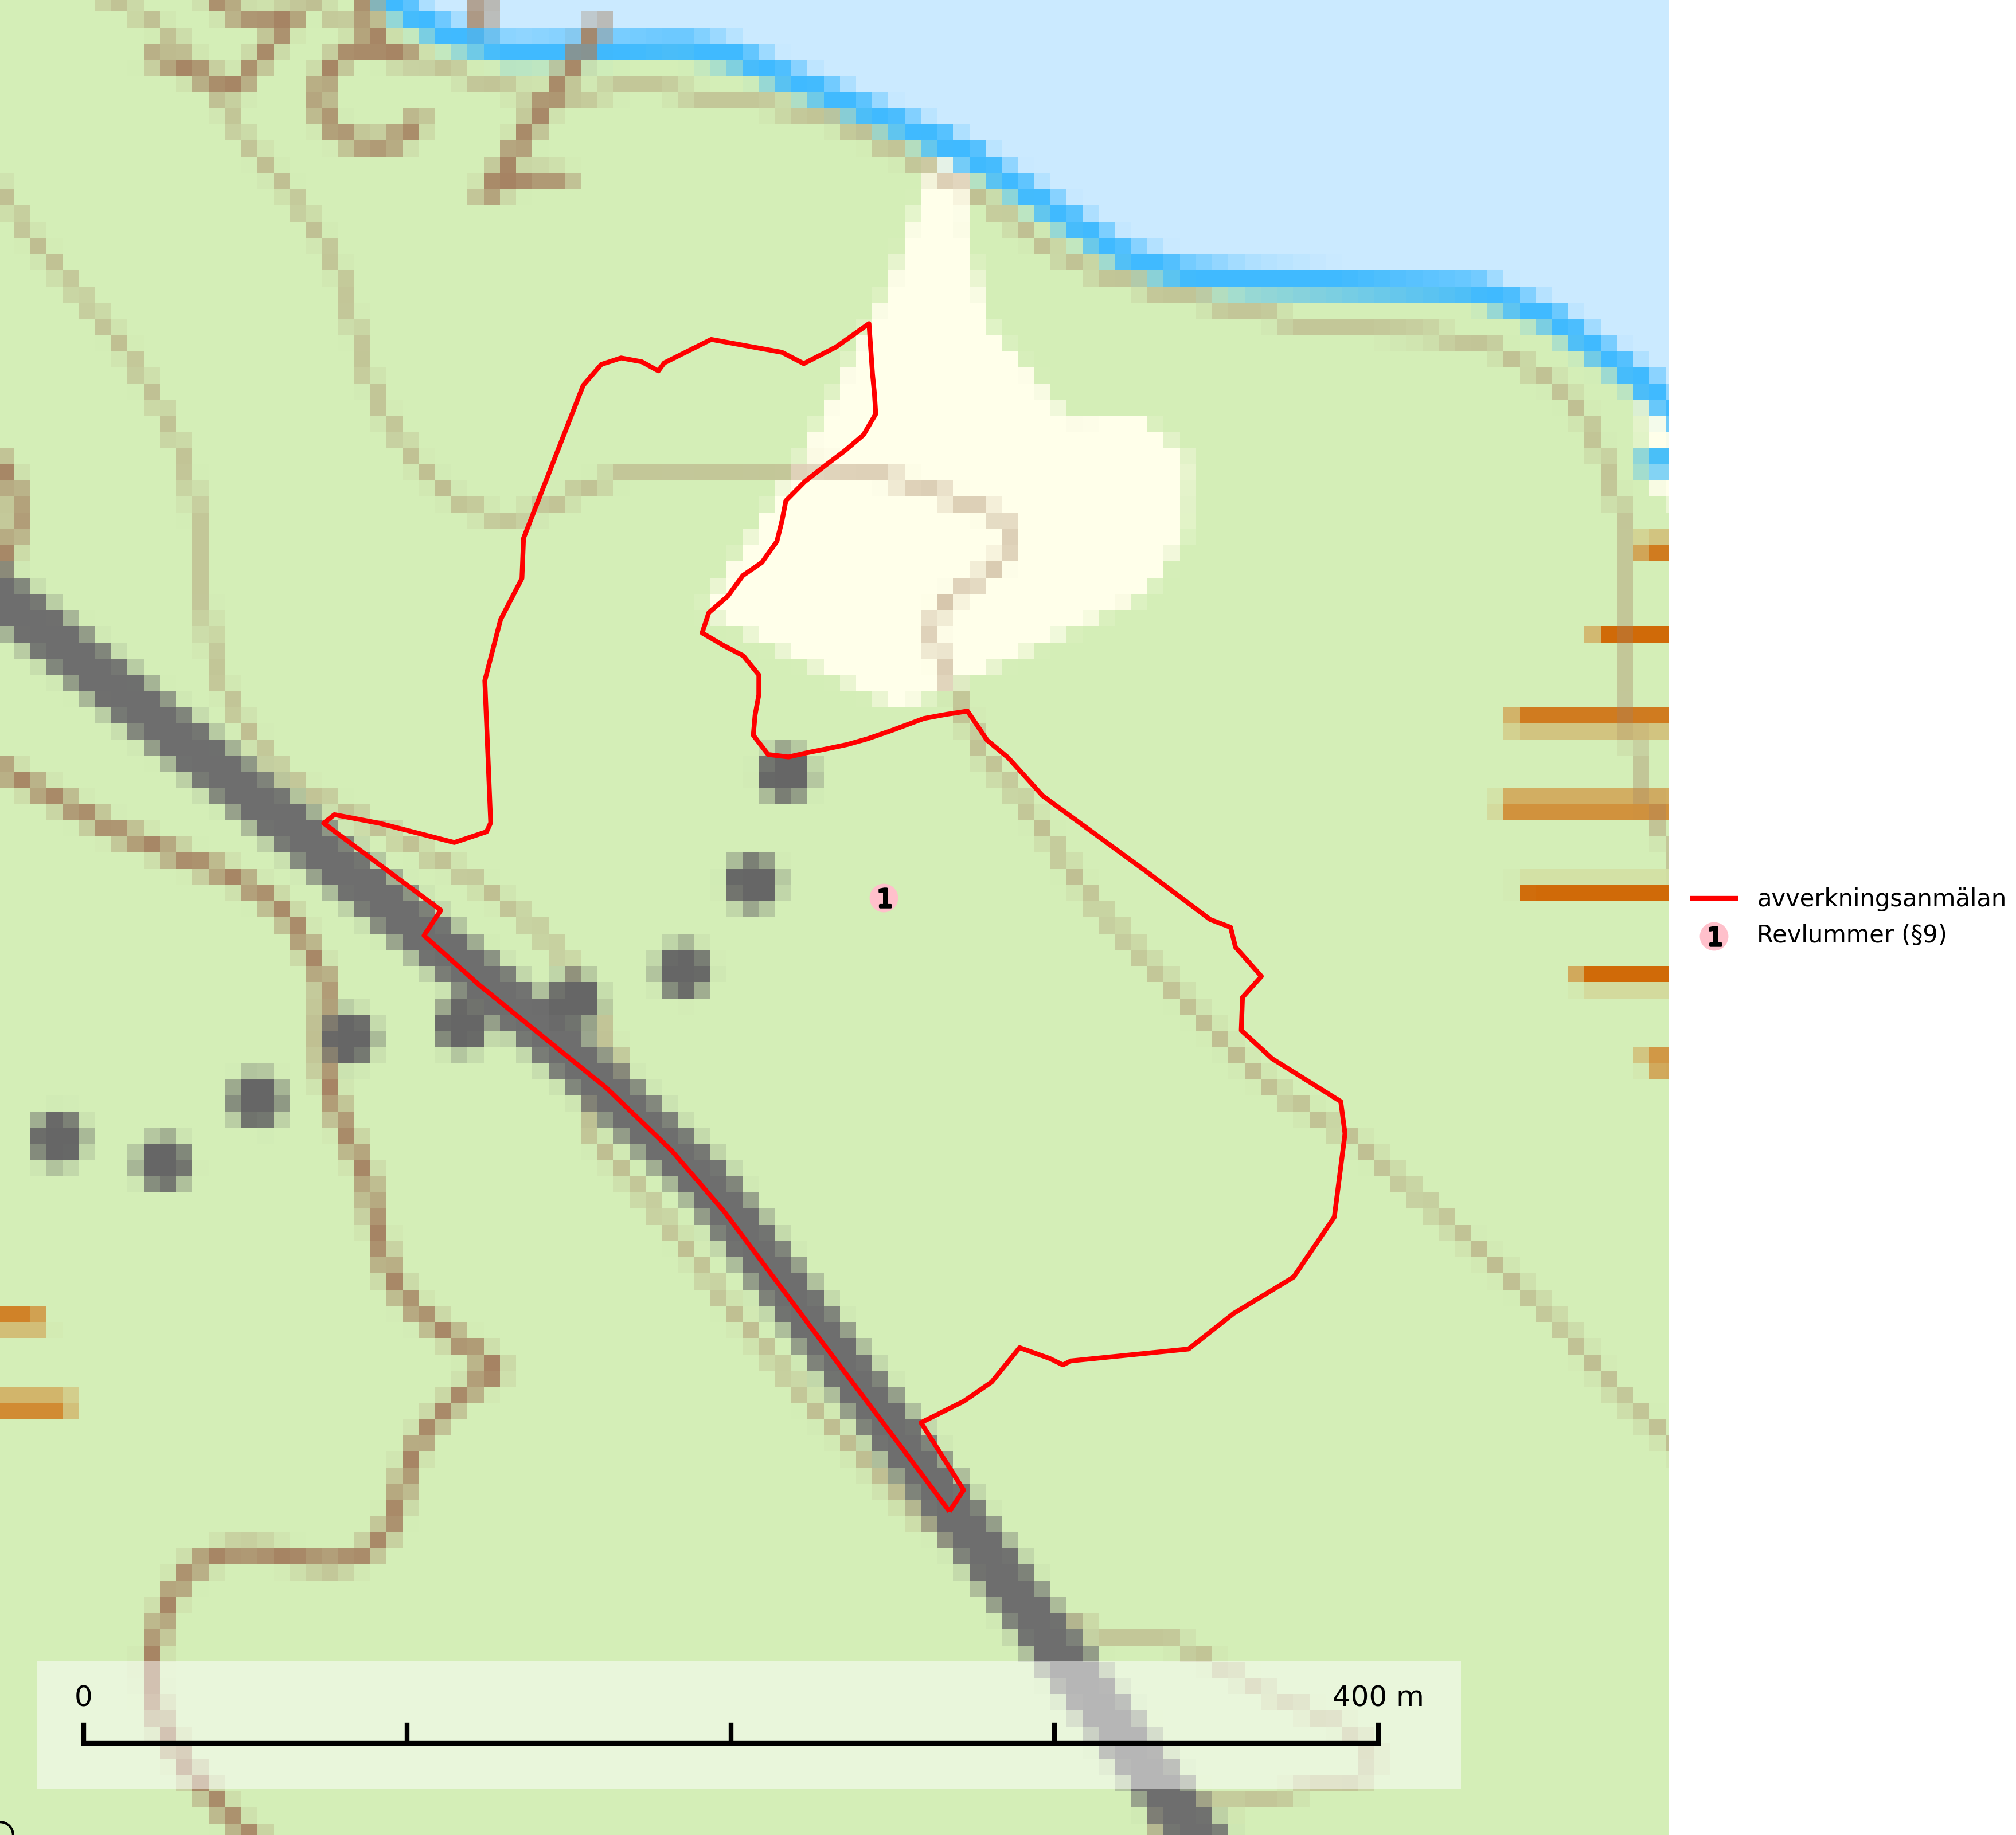 1
avverkningsanmälan
1 Revlummer (§9)
0 400 m